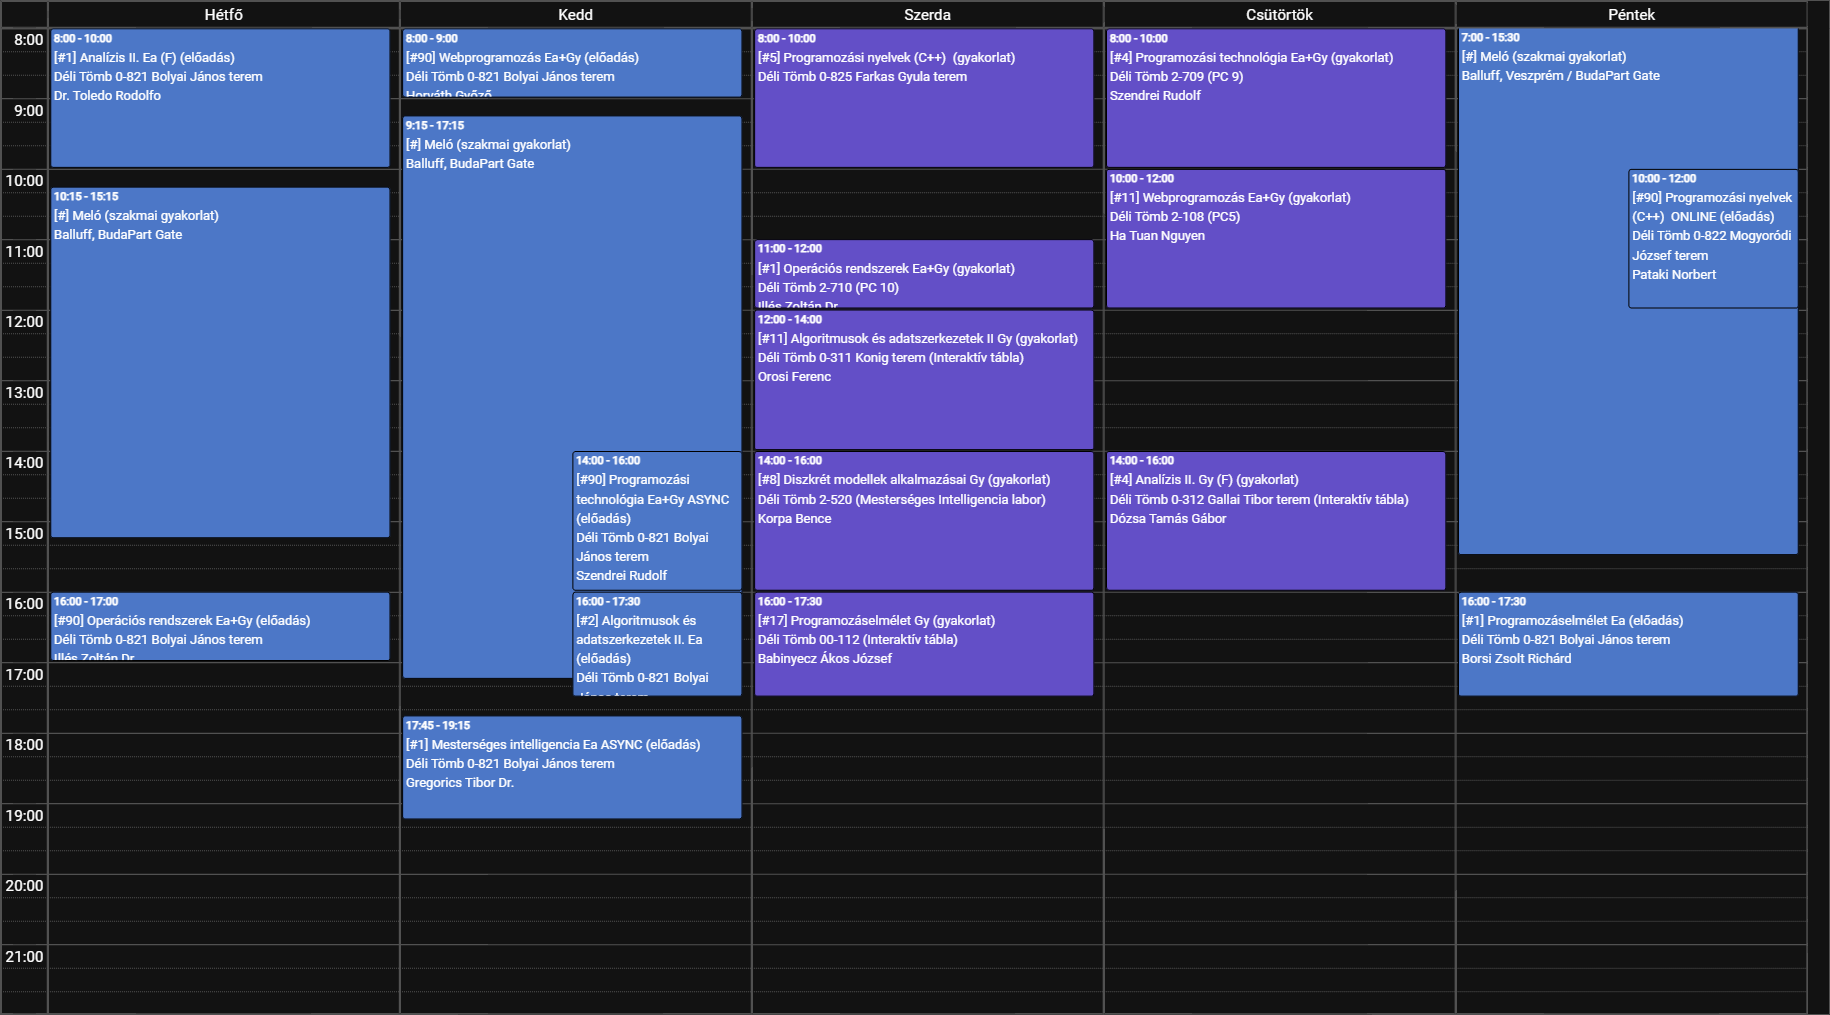 Hétfő
Kedd
Szerda
Csütörtök
Péntek
8:00
9:00
10:00
11:00
12:00
13:00
14:00
15:00
16:00
17:00
18:00
19:00
20:00
21:00
8:00 - 10:00
[#1] Analízis II. Ea (F) (előadás)
Déli Tömb 0-821 Bolyai János terem
Dr. Toledo Rodolfo
10:15 - 15:15
[#] Meló (szakmai gyakorlat)
Balluff, BudaPart Gate
16:00 - 17:00
[#90] Operációs rendszerek Ea+Gy (előadás)
Déli Tömb 0-821 Bolyai János terem
Illés Zoltán Dr.
8:00 - 9:00
[#90] Webprogramozás Ea+Gy (előadás)
Déli Tömb 0-821 Bolyai János terem
Horváth Győző
9:15 - 17:15
[#] Meló (szakmai gyakorlat)
Balluff, BudaPart Gate
14:00 - 16:00
[#90] Programozási
technológia Ea+Gy ASYNC
(előadás)
Déli Tömb 0-821 Bolyai
János terem
Szendrei Rudolf
16:00 - 17:30
[#2] Algoritmusok és
adatszerkezetek II. Ea
(előadás)
Déli Tömb 0-821 Bolyai
János terem
17:45 - 19:15
[#1] Mesterséges intelligencia Ea ASYNC (előadás)
Déli Tömb 0-821 Bolyai János terem
Gregorics Tibor Dr.
8:00 - 10:00
[#5] Programozási nyelvek (C++)  (gyakorlat)
Déli Tömb 0-825 Farkas Gyula terem
11:00 - 12:00
[#1] Operációs rendszerek Ea+Gy (gyakorlat)
Déli Tömb 2-710 (PC 10)
Illés Zoltán Dr.
12:00 - 14:00
[#11] Algoritmusok és adatszerkezetek II Gy (gyakorlat)
Déli Tömb 0-311 Konig terem (Interaktív tábla)
Orosi Ferenc
14:00 - 16:00
[#8] Diszkrét modellek alkalmazásai Gy (gyakorlat)
Déli Tömb 2-520 (Mesterséges Intelligencia labor)
Korpa Bence
16:00 - 17:30
[#17] Programozáselmélet Gy (gyakorlat)
Déli Tömb 00-112 (Interaktív tábla)
Babinyecz Ákos József
8:00 - 10:00
[#4] Programozási technológia Ea+Gy (gyakorlat)
Déli Tömb 2-709 (PC 9)
Szendrei Rudolf
10:00 - 12:00
[#11] Webprogramozás Ea+Gy (gyakorlat)
Déli Tömb 2-108 (PC5)
Ha Tuan Nguyen
14:00 - 16:00
[#4] Analízis II. Gy (F) (gyakorlat)
Déli Tömb 0-312 Gallai Tibor terem (Interaktív tábla)
Dózsa Tamás Gábor
7:00 - 15:30
[#] Meló (szakmai gyakorlat)
Balluff, Veszprém / BudaPart Gate
10:00 - 12:00
[#90] Programozási nyelvek
(C++)  ONLINE (előadás)
Déli Tömb 0-822 Mogyoródi
József terem
Pataki Norbert
16:00 - 17:30
[#1] Programozáselmélet Ea (előadás)
Déli Tömb 0-821 Bolyai János terem
Borsi Zsolt Richárd